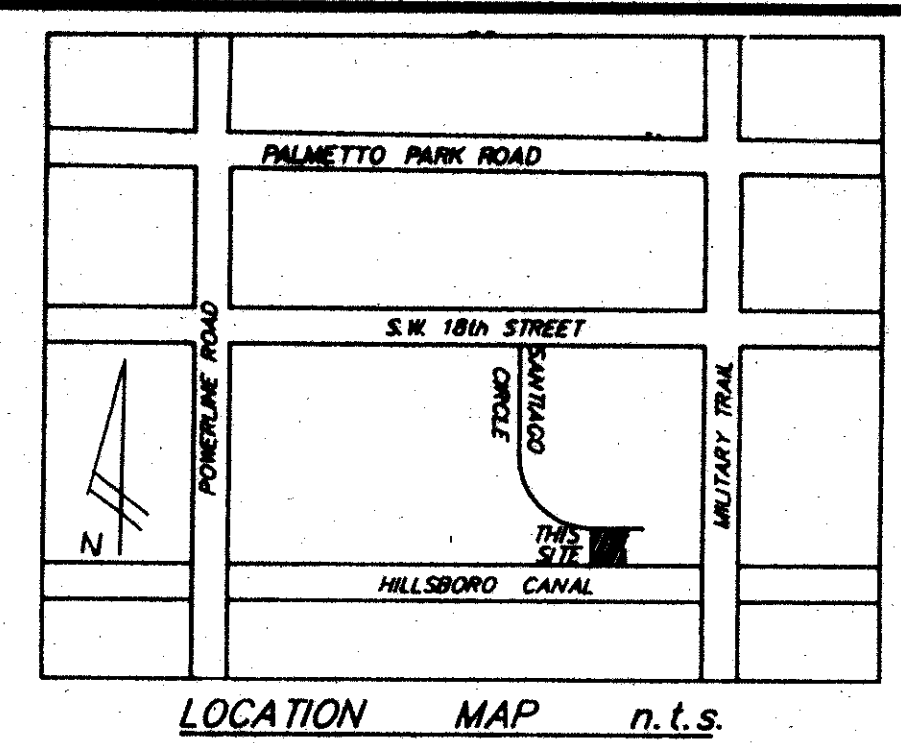 PALMETTO PARK ROAD
S.W. 18th STREET
POWERLINE ROAD
SANTIAGO
CIRCLE
MILITARY TRAIL
N
THIS
SITE
HILLSBORO CANAL
LOCATION MAP n.t.s.